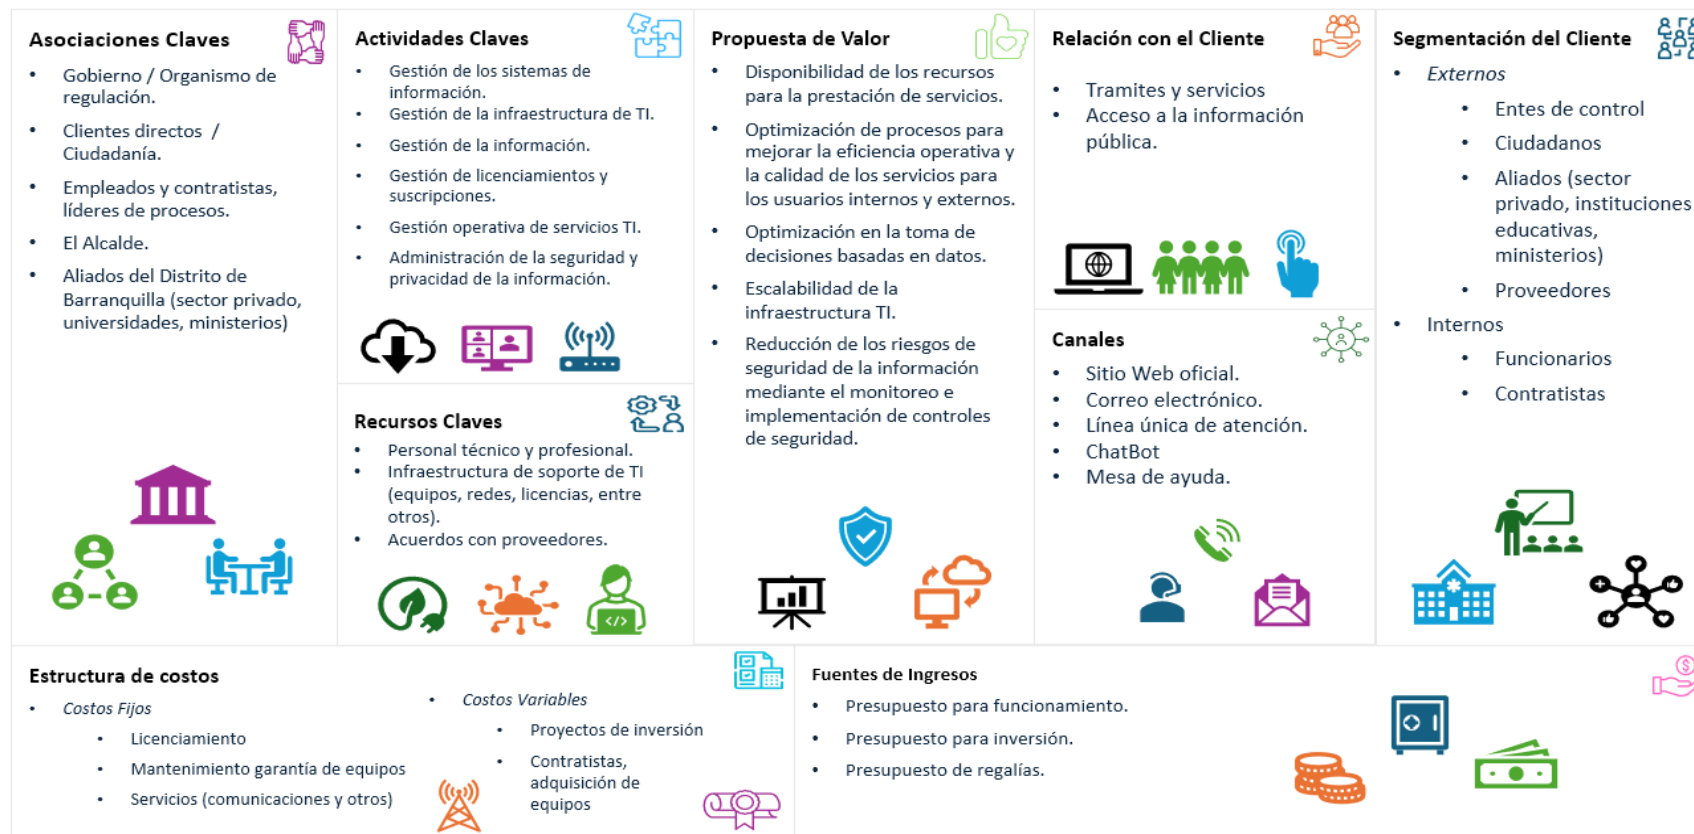 Asociaciones Claves
• Gobierno / Organismo de
regulación.
• Clientes directos /
Ciudadanía.
• Empleados y contratistas,
líderes de procesos.
• El Alcalde.
• Aliados del Distrito de
Barranquilla (sector privado,
universidades, ministerios)
Actividades Claves
• Gestión de los sistemas de
información.
• Gestión de la infraestructura de TI.
• Gestión de la información.
• Gestión de licenciamientos y
suscripciones.
• Gestión operativa de servicios TI.
• Administración de la seguridad y
privacidad de la información.
Recursos Claves
• Personal técnico y profesional.
• Infraestructura de soporte de TI
(equipos, redes, licencias, entre
otros).
• Acuerdos con proveedores.
</>
Propuesta de Valor
• Disponibilidad de los recursos
para la prestación de servicios.
• Optimización de procesos para
mejorar la eficiencia operativa y
la calidad de los servicios para
los usuarios internos y externos.
• Optimización en la toma de
decisiones basadas en datos.
• Escalabilidad de la
infraestructura TI.
• Reducción de los riesgos de
seguridad de la información
mediante el monitoreo e
implementación de controles
de seguridad.
Relación con el Cliente
• Tramites y servicios
• Acceso a la información
pública.
Canales
• Sitio Web oficial.
• Correo electrónico.
• Línea única de atención.
• ChatBot
• Mesa de ayuda.
Segmentación del Cliente
• Externos
• Entes de control
• Ciudadanos
• Aliados (sector
privado, instituciones
educativas,
ministerios)
• Proveedores
• Internos
• Funcionarios
• Contratistas
Estructura de costos
• Costos Fijos
• Licenciamiento
• Mantenimiento garantía de equipos
• Servicios (comunicaciones y otros)
• Costos Variables
• Proyectos de inversión
• Contratistas,
adquisición de
equipos
Fuentes de Ingresos
• Presupuesto para funcionamiento.
• Presupuesto para inversión.
• Presupuesto de regalías.
$